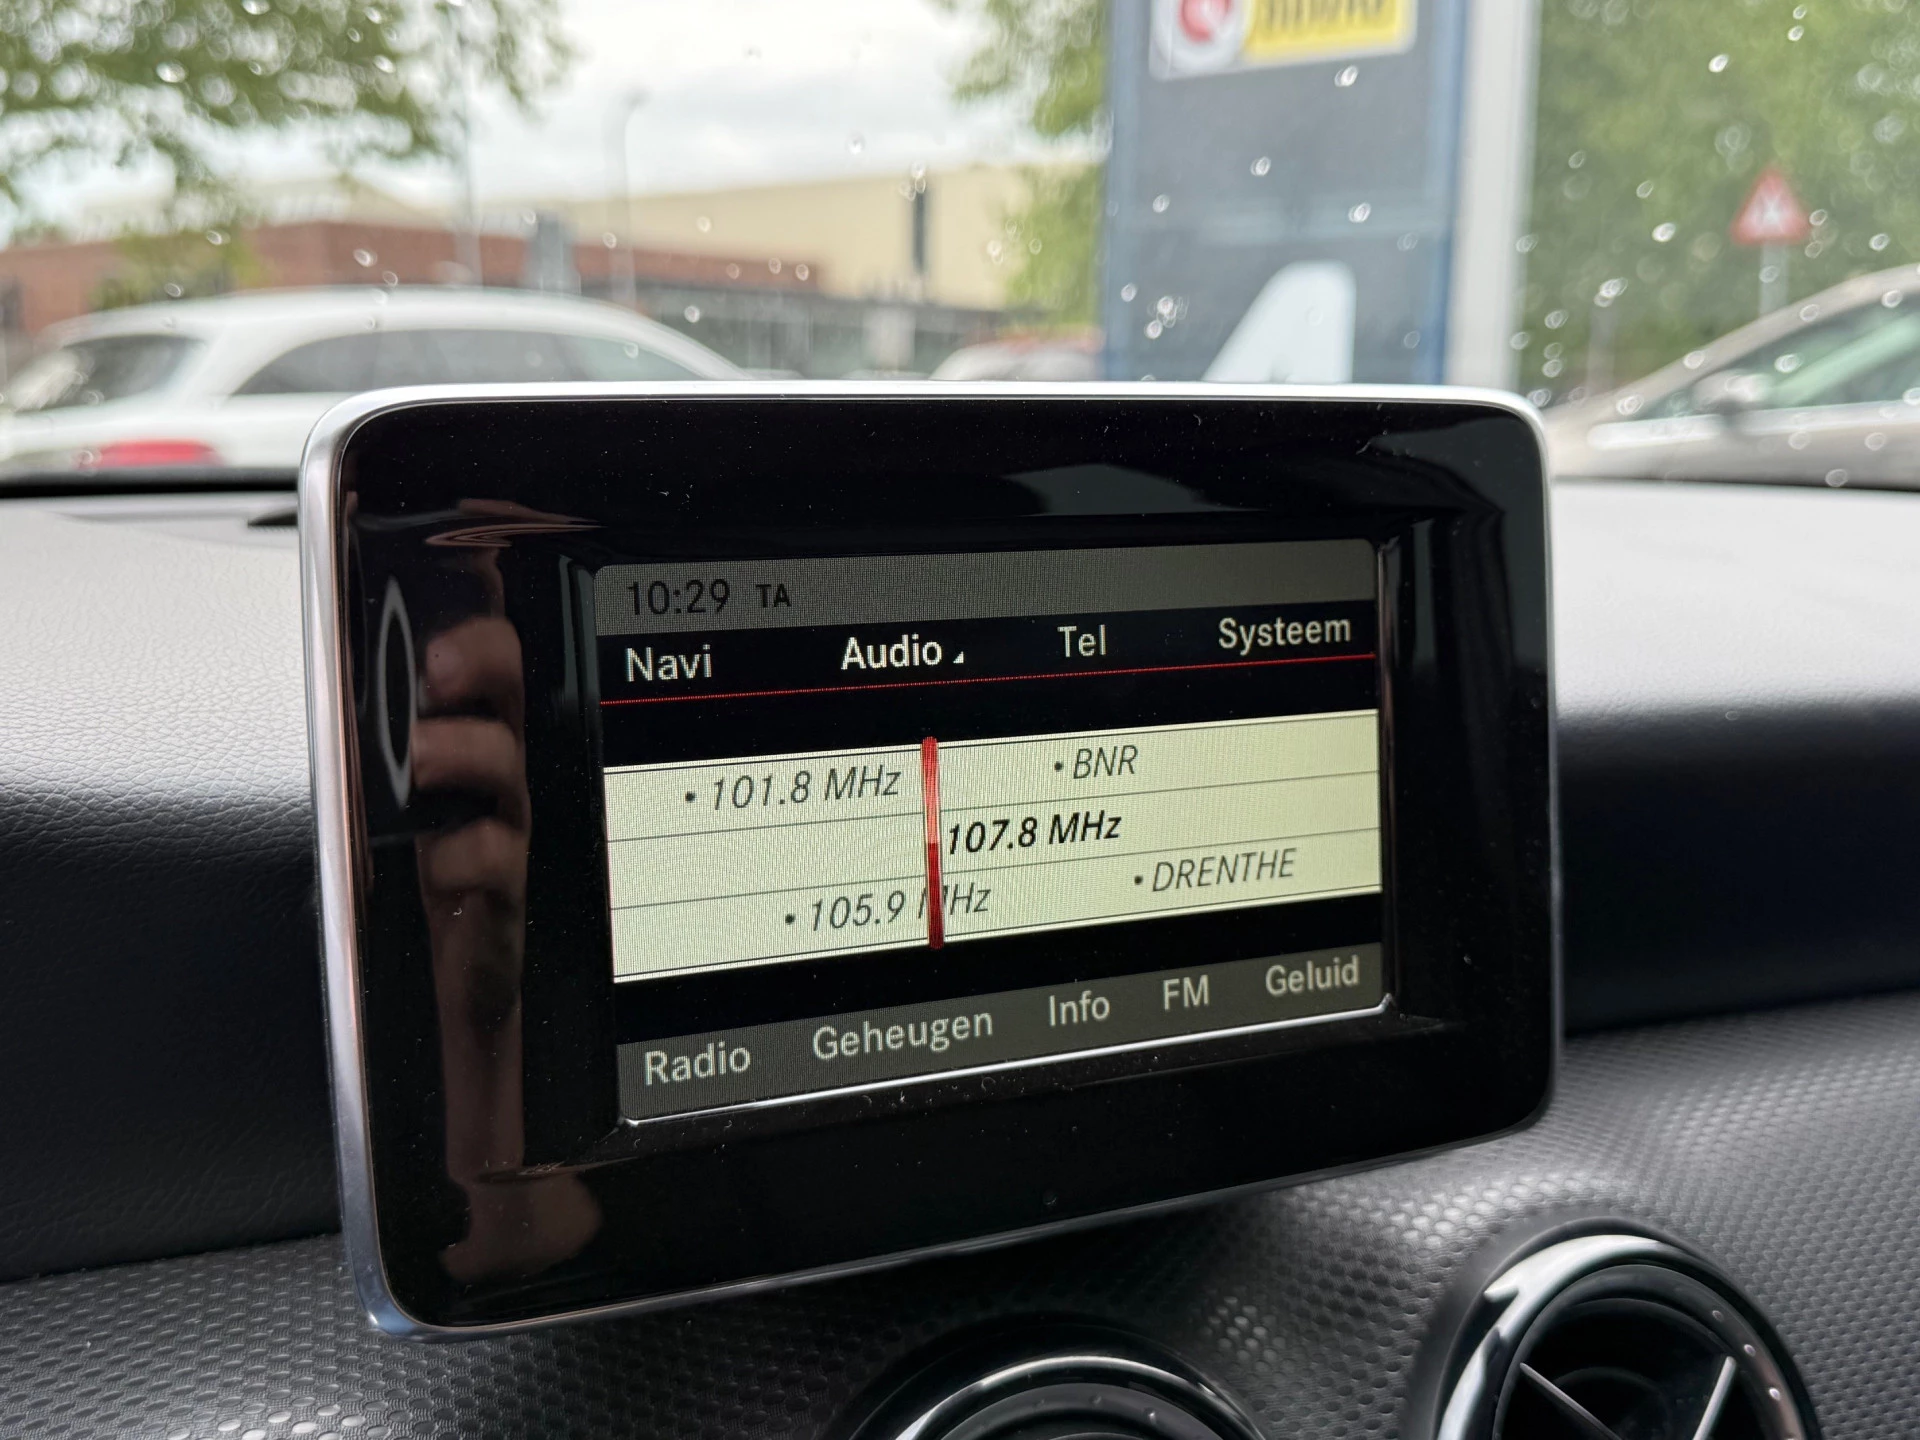 10:29 TA
Navi Audio Tel Systeem
• 101.8 MHz • BNR
107.8 MHz
• 105.9 MHz • DRENTHE
Radio Geheugen Info FM Geluid